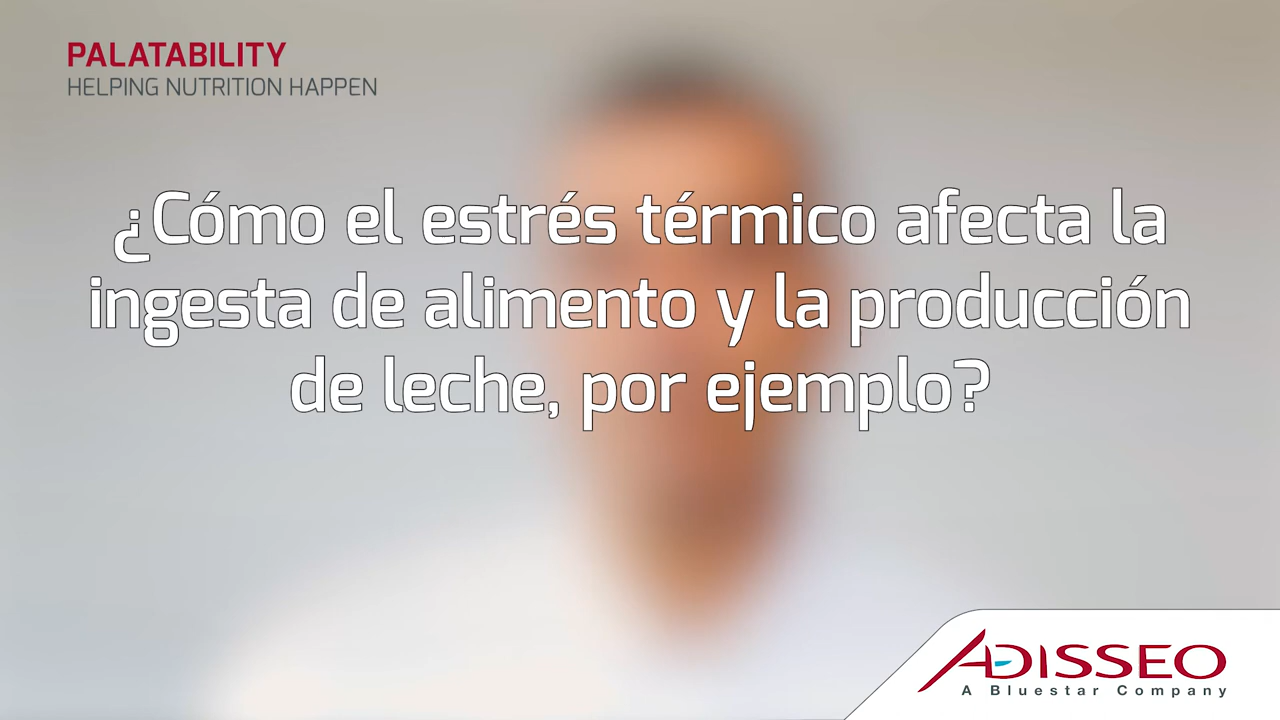 PALATABILITY
HELPING NUTRITION HAPPEN
¿Cómo el estrés térmico afecta la
ingesta de alimento y la producción
de leche, por ejemplo?
ADISSEO
A Bluestar Company